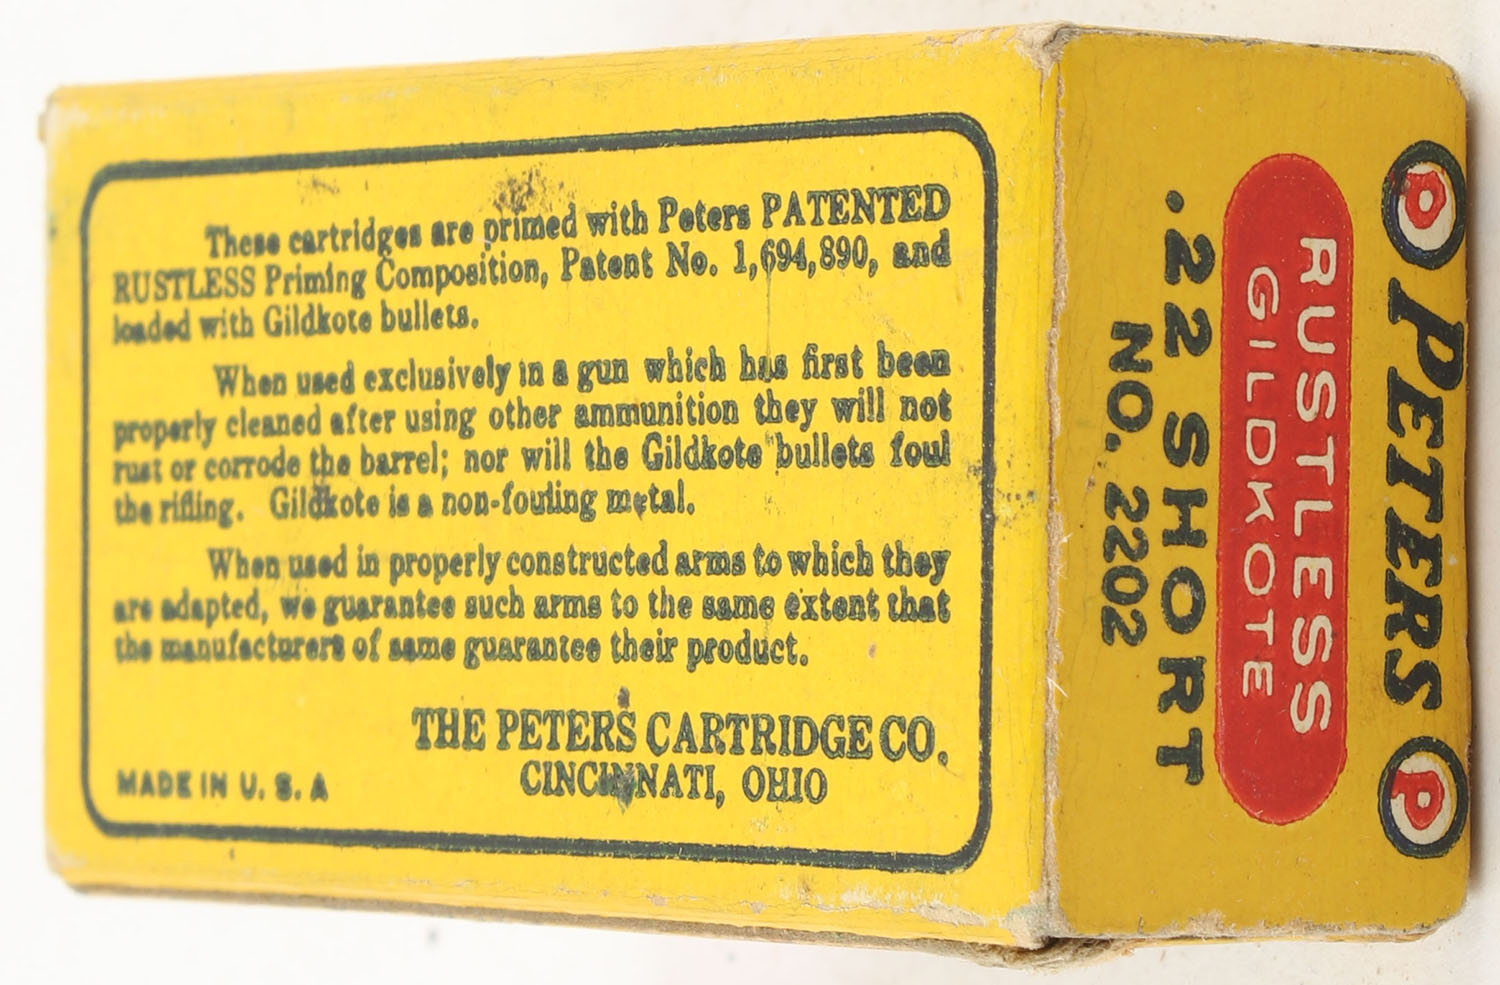 These cartridges are primed with Peters PATENTED
RUSTLESS Priming Composition, Patent No. 1,694,890, and
loaded with Gildkote bullets.
When used exclusively in a gun which has first been
properly cleaned after using other ammunition they will not
rust or corrode the barrel; nor will the Gildkote bullets foul
the rifling. Gildkote is a non-fouling metal.
When used in properly constructed arms to which they
are adapted, we guarantee such arms to the same extent that
the manufacturers of same guarantee their product.
THE PETERS CARTRIDGE CO.
CINCINNATI, OHIO
MADE IN U. S. A
P PETERS P
RUSTLESS
GILDKOTE
.22 SHORT
NO. 2202